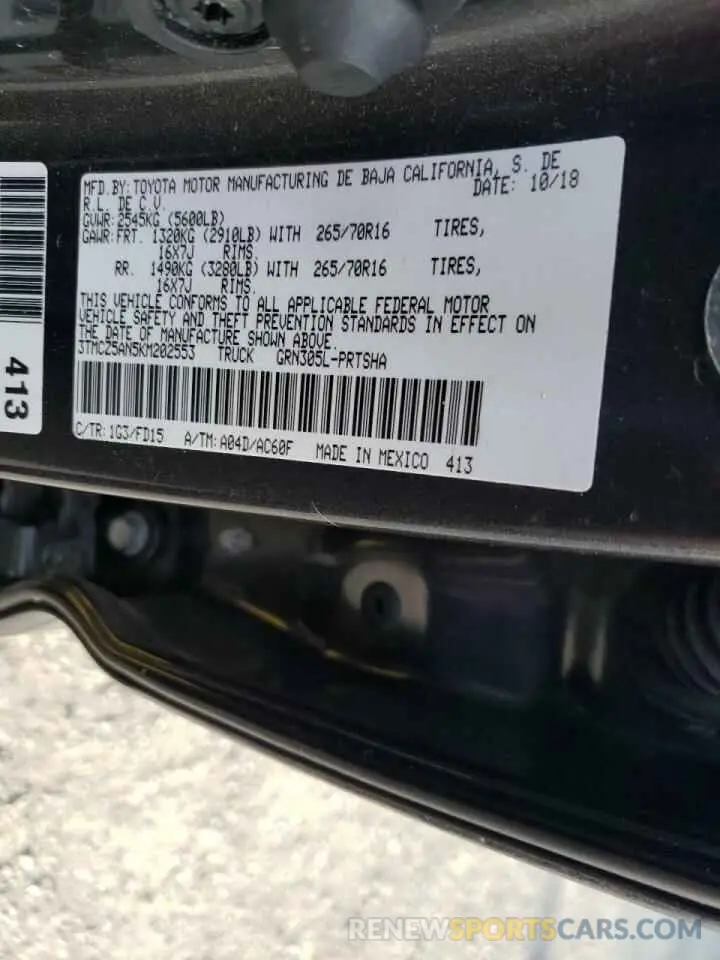 MFD.BY:TOYOTA MOTOR MANUFACTURING DE BAJA CALIFORNIA, S. DE
R.L. DE C.V. DATE: 10/18
GVWR:2545KG (5600LB)
GAWR:FRT. 1320KG (2910LB) WITH 265/70R16 TIRES,
16X7J RIMS.
RR. 1490KG (3280LB) WITH 265/70R16 TIRES,
16X7J RIMS.
THIS VEHICLE CONFORMS TO ALL APPLICABLE FEDERAL MOTOR
VEHICLE SAFETY AND THEFT PREVENTION STANDARDS IN EFFECT ON
THE DATE OF MANUFACTURE SHOWN ABOVE.
3TMCZ5AN5KM202553 TRUCK GRN305L-PRTSHA
C/TR:1G3/FD15 A/TM:A04D/AC60F MADE IN MEXICO 413
413
RENEWSPORTSCARS.COM